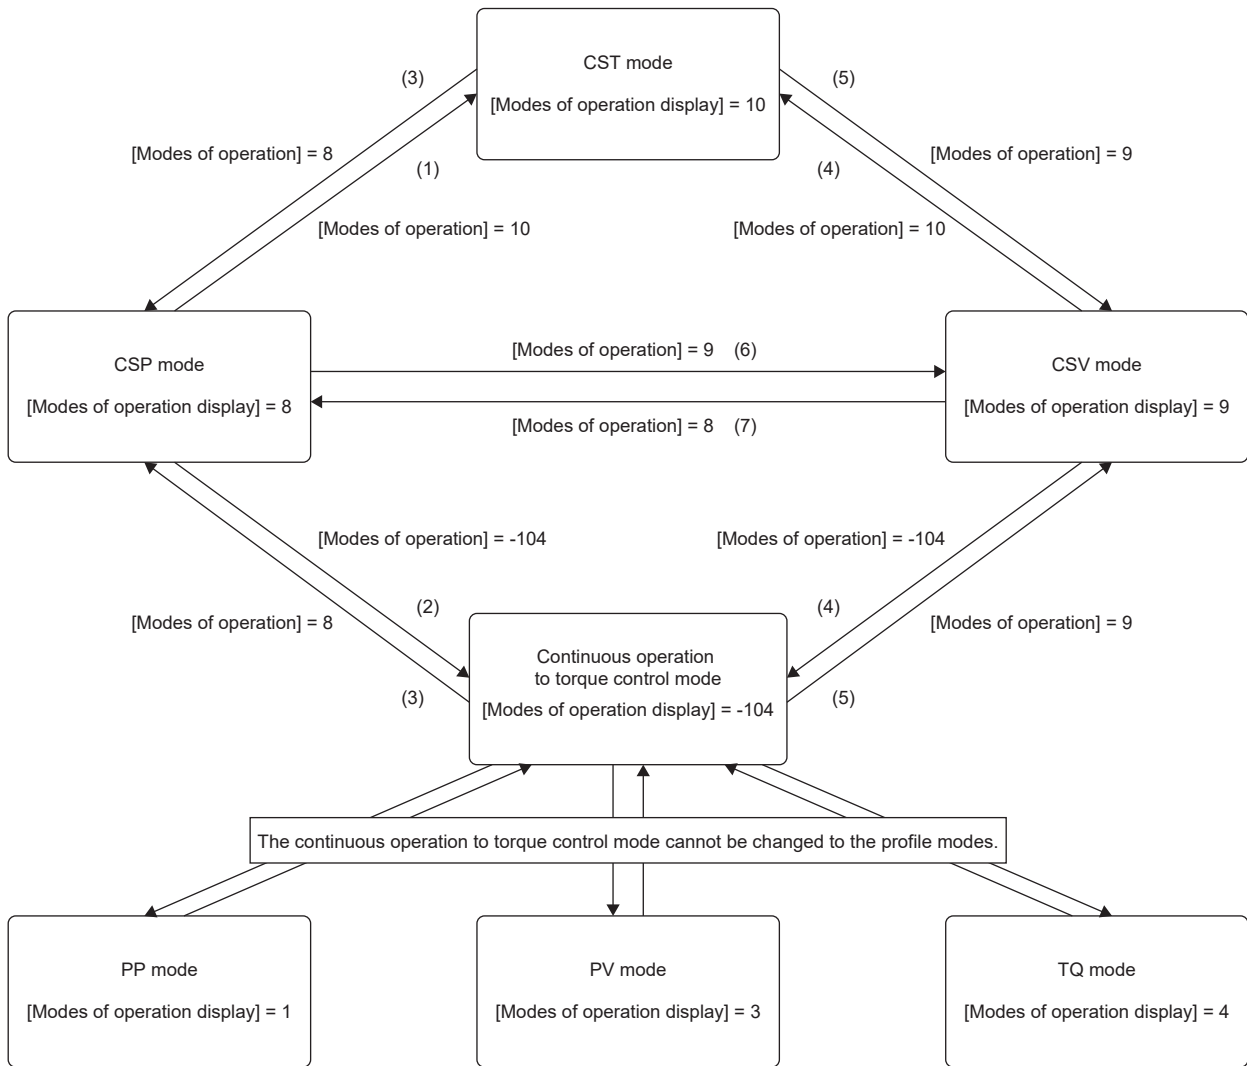 CST mode
[Modes of operation display] = 10
(3)
(5)
[Modes of operation] = 8
(1)
(4)
[Modes of operation] = 9
[Modes of operation] = 10
[Modes of operation] = 10
CSP mode
[Modes of operation display] = 8
[Modes of operation] = 9 (6)
[Modes of operation] = 8 (7)
CSV mode
[Modes of operation display] = 9
[Modes of operation] = -104
[Modes of operation] = -104
(2)
(4)
[Modes of operation] = 8
[Modes of operation] = 9
(3)
(5)
Continuous operation
to torque control mode
[Modes of operation display] = -104
The continuous operation to torque control mode cannot be changed to the profile modes.
PP mode
[Modes of operation display] = 1
PV mode
[Modes of operation display] = 3
TQ mode
[Modes of operation display] = 4